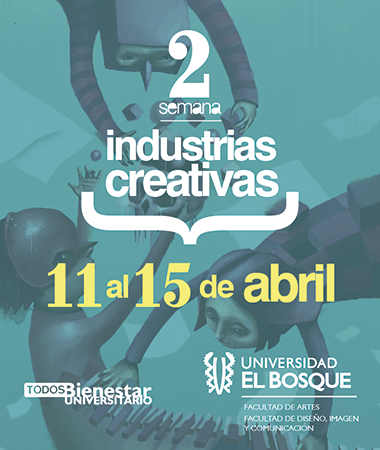 2
semana
industrias
creativas
11 al 15 de abril
TODOS Bienestar
UNIVERSITARIO
UNIVERSIDAD
EL BOSQUE
FACULTAD DE ARTES
FACULTAD DE DISEÑO, IMAGEN
Y COMUNICACIÓN